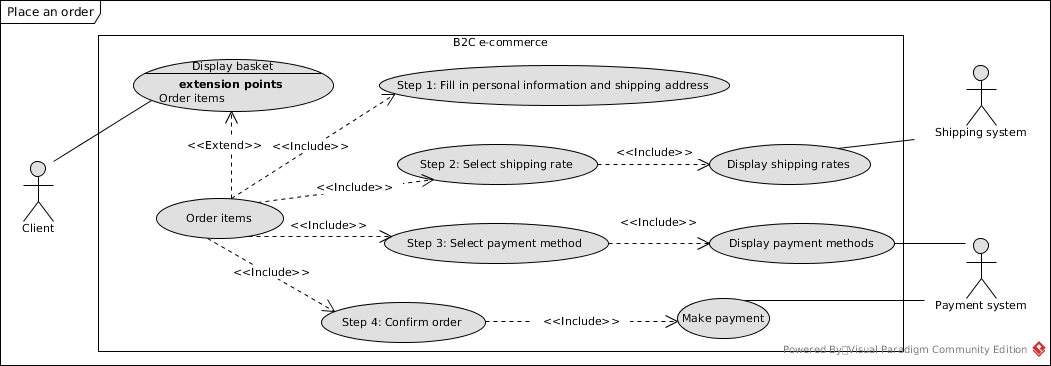 Place an order
B2C e-commerce
Display basket
extension points
Order items
Step 1: Fill in personal information and shipping address
<<Extend>>
<<Include>>
Shipping system
Step 2: Select shipping rate
<<Include>>
Display shipping rates
<<Include>>
Client
Order items
<<Include>>
Step 3: Select payment method
<<Include>>
Display payment methods
<<Include>>
Payment system
Step 4: Confirm order
<<Include>>
Make payment
Powered By Visual Paradigm Community Edition